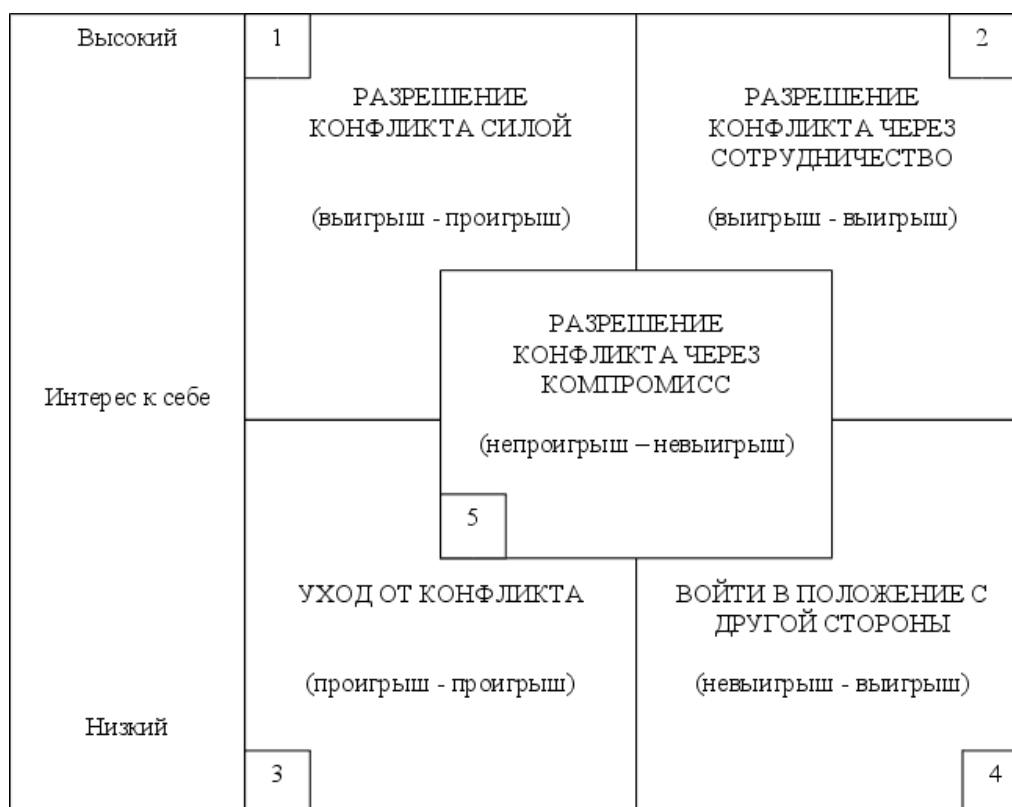 Высокий
1
2
РАЗРЕШЕНИЕ
КОНФЛИКТА СИЛОЙ
(выигрыш - проигрыш)
РАЗРЕШЕНИЕ
КОНФЛИКТА ЧЕРЕЗ
СОТРУДНИЧЕСТВО
(выигрыш - выигрыш)
Интерес к себе
РАЗРЕШЕНИЕ
КОНФЛИКТА ЧЕРЕЗ
КОМПРОМИСС
(непроигрыш – невыигрыш)
5
УХОД ОТ КОНФЛИКТА
(проигрыш - проигрыш)
ВОЙТИ В ПОЛОЖЕНИЕ С
ДРУГОЙ СТОРОНЫ
(невыигрыш - выигрыш)
Низкий
3
4